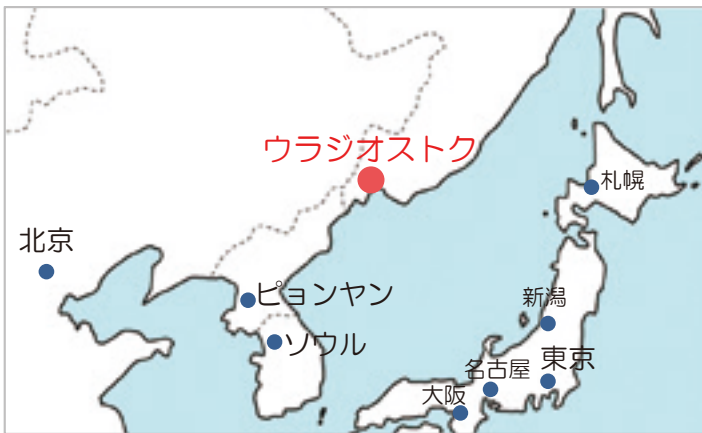 ウラジオストク
札幌
北京
ピョンヤン
新潟
ソウル
東京
名古屋
大阪